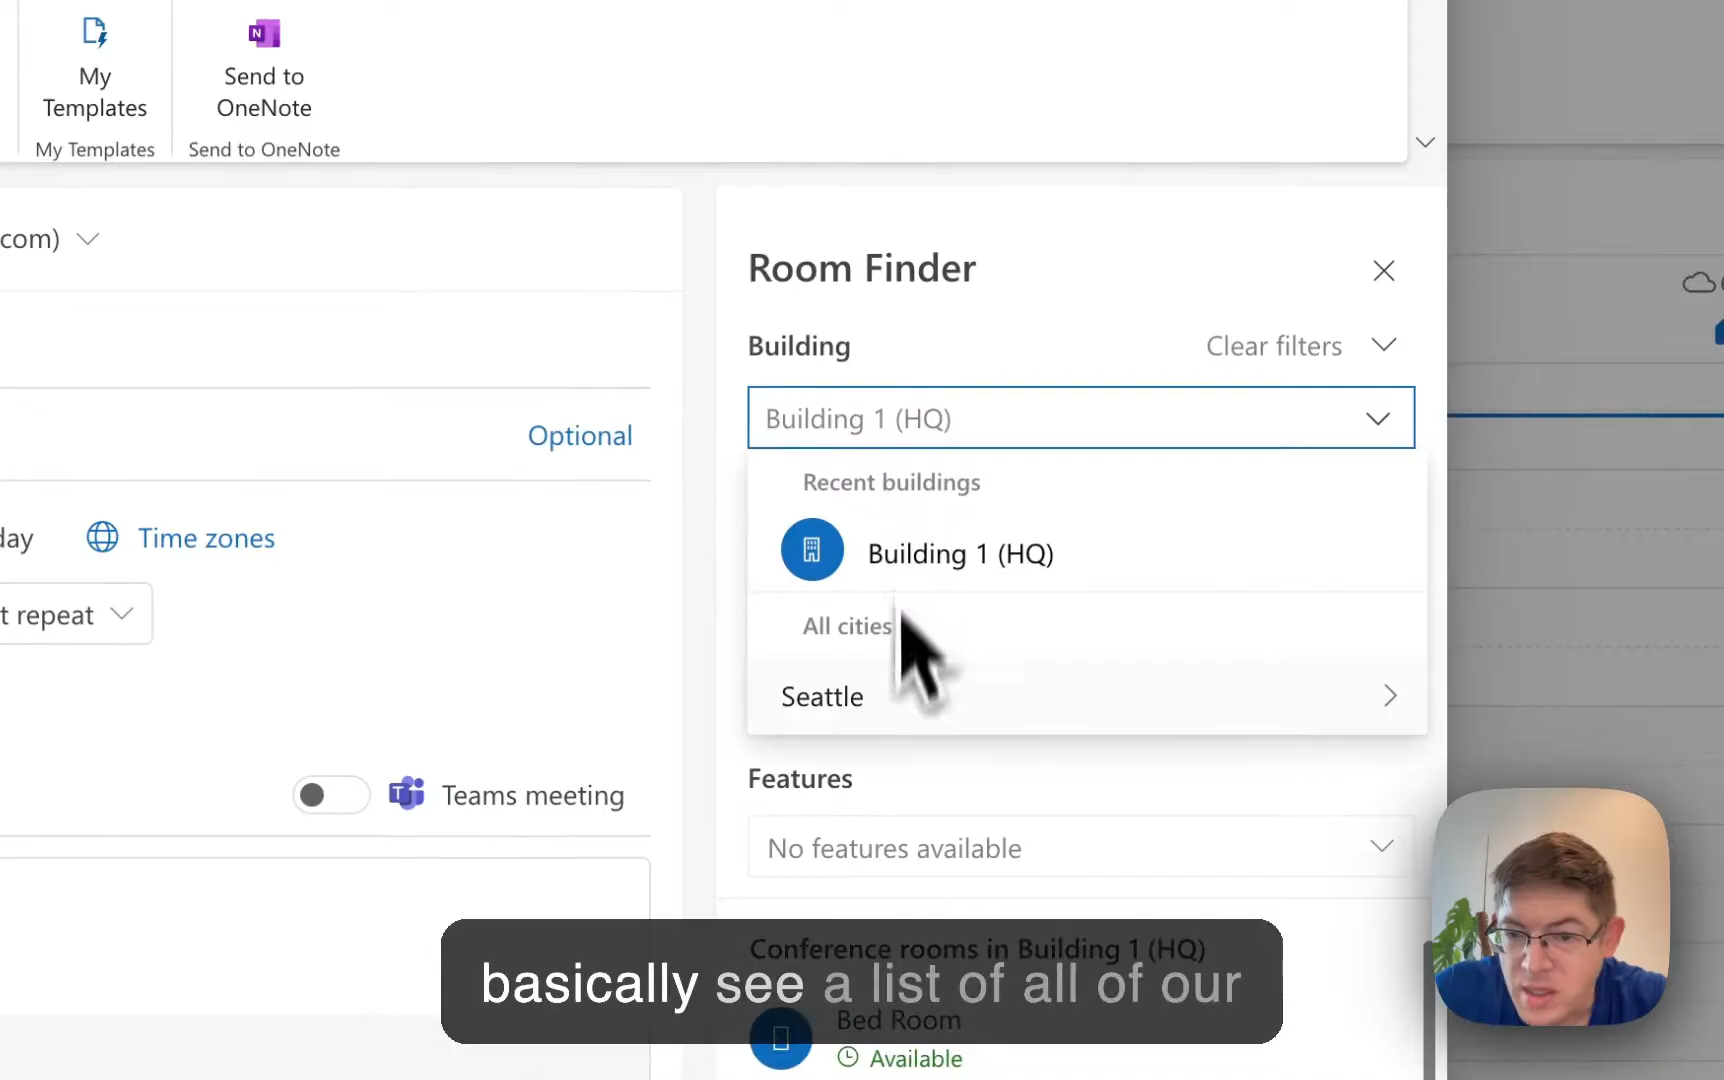 My
Templates
My Templates
N
Send to
OneNote
Send to OneNote
com)
Optional
day
Time zones
t repeat
T
Teams meeting
Room Finder
Building
Clear filters
Building 1 (HQ)
Recent buildings
Building 1 (HQ)
All cities
Seattle
Features
No features available
Conference rooms in Building 1 (HQ)
Bed Room
Available
basically see a list of all of our